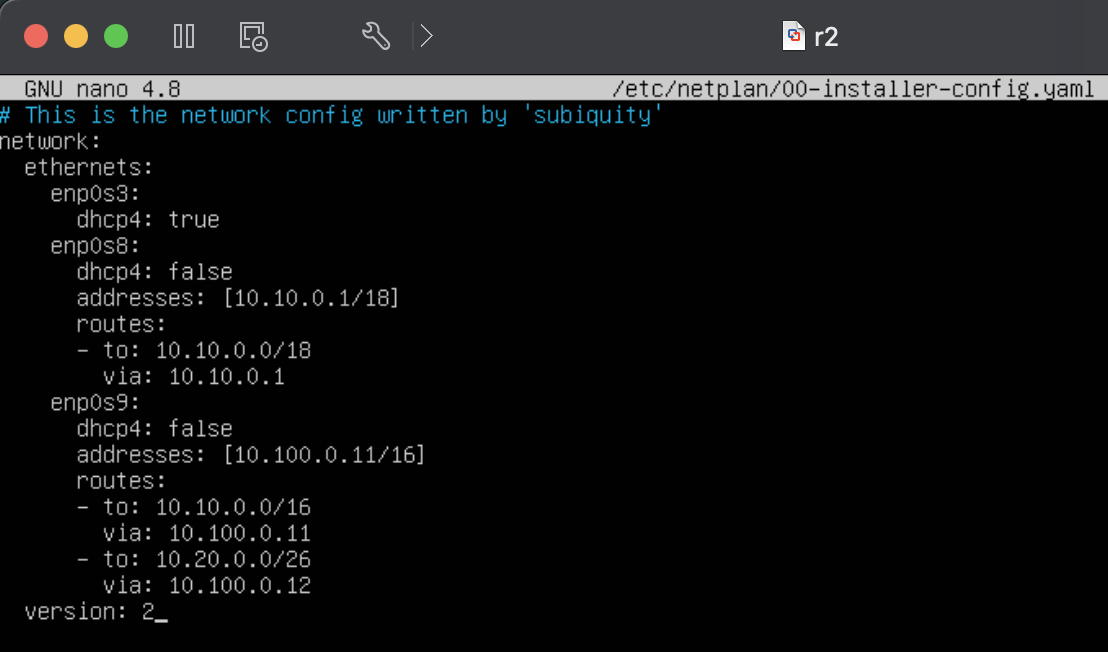 r2
GNU nano 4.8 /etc/netplan/00-installer-config.yaml
# This is the network config written by 'subiquity'
network:
  ethernets:
    enp0s3:
      dhcp4: true
    enp0s8:
      dhcp4: false
      addresses: [10.10.0.1/18]
      routes:
      - to: 10.10.0.0/18
        via: 10.10.0.1
    enp0s9:
      dhcp4: false
      addresses: [10.100.0.11/16]
      routes:
      - to: 10.10.0.0/16
        via: 10.100.0.11
      - to: 10.20.0.0/26
        via: 10.100.0.12
  version: 2_